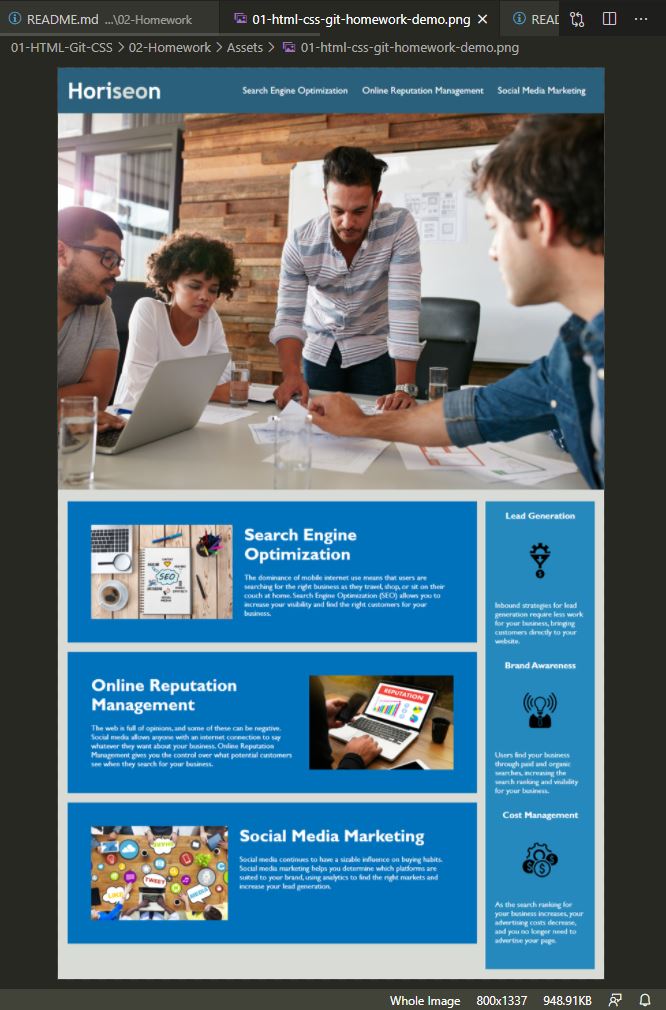 README.md ...\02-Homework
01-html-css-git-homework-demo.png
READ
01-HTML-Git-CSS > 02-Homework > Assets > 01-html-css-git-homework-demo.png
Horiseon
Search Engine Optimization
Online Reputation Management
Social Media Marketing
SEO
Search Engine
Optimization
The dominance of mobile internet use means that users are
searching for the right business as they travel, shop, or sit on their
couch at home. Search Engine Optimization (SEO) allows you to
increase your visibility and find the right customers for your
business.
Online Reputation
Management
The web is full of opinions, and some of these can be negative.
Social media allows anyone with an internet connection to say
whatever they want about your business. Online Reputation
Management gives you the control over what potential customers
see when they search for your business.
REPUTATION
SHARE
TWEET
LIKE
MEDIA
Social Media Marketing
Social media continues to have a sizable influence on buying habits.
Social media marketing helps you determine which platforms are
suited to your brand, using analytics to find the right markets and
increase your lead generation.
Lead Generation
Inbound strategies for lead
generation require less work
for your business, bringing
customers directly to your
website.
Brand Awareness
Users find your business
through paid and organic
searches, increasing the
search ranking and visibility
for your business.
Cost Management
As the search ranking for
your business increases, your
advertising costs decrease,
and you no longer need to
advertise your page.
Whole Image
800x1337
948.91KB